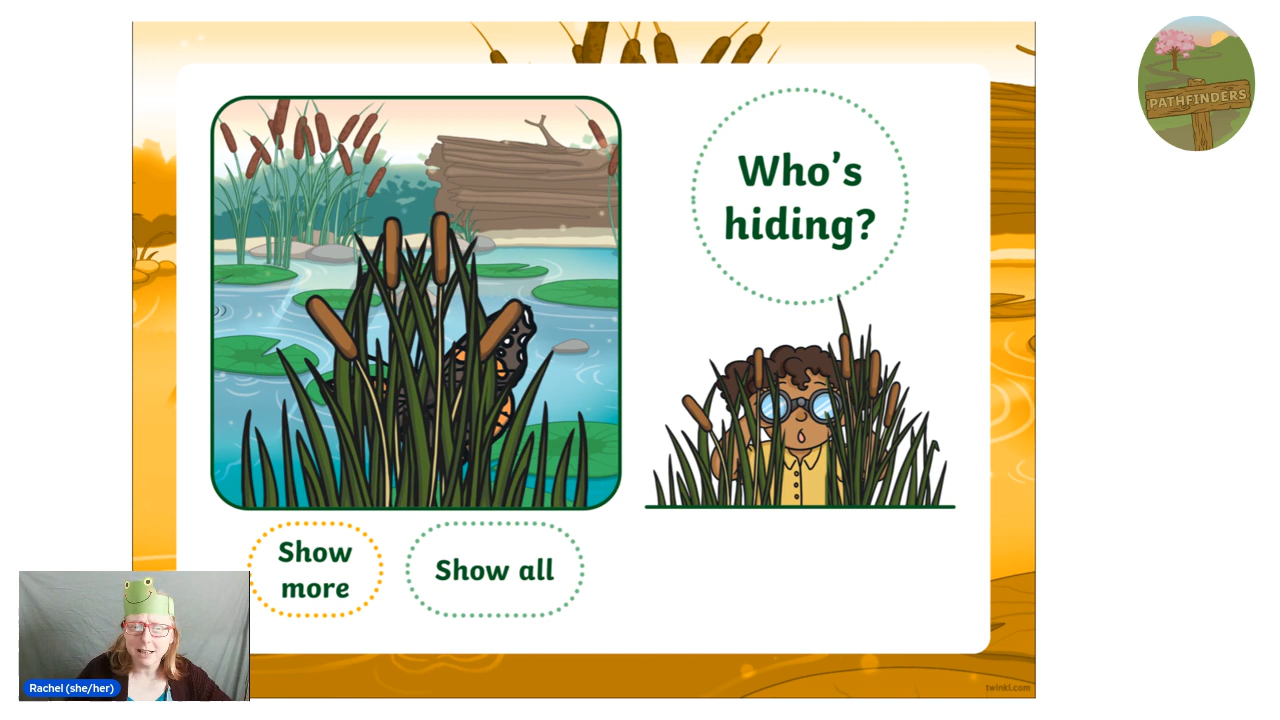 PATHFINDERS
Who's
hiding?
Show
more
Show all
Rachel (she/her)
twinkl.com